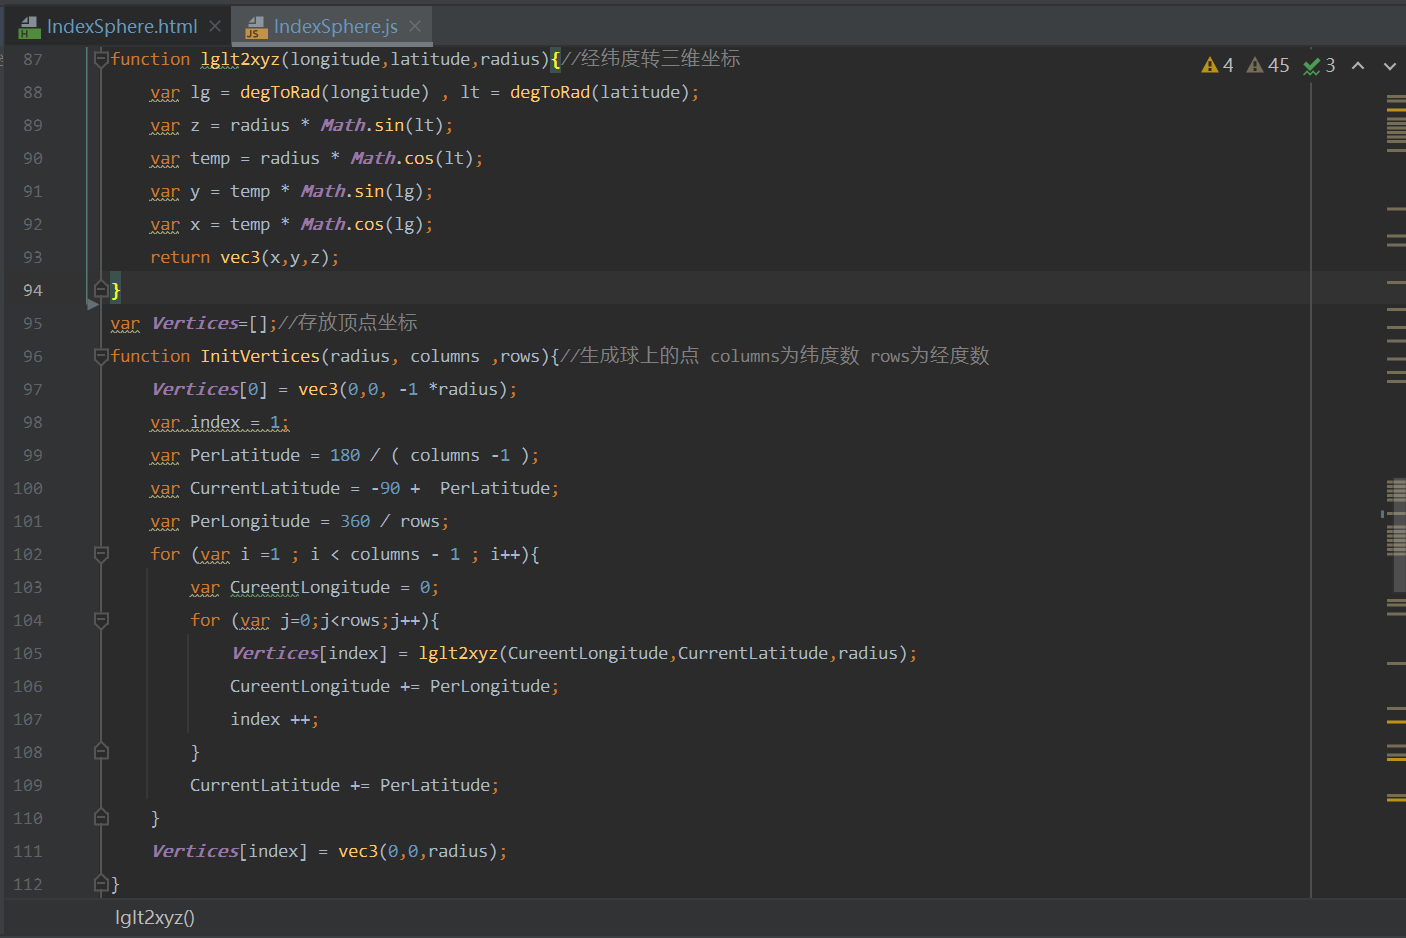 IndexSphere.html IndexSphere.js
4 45 3
87 function lglt2xyz(longitude,latitude,radius){//经纬度转三维坐标
88 var lg = degToRad(longitude) , lt = degToRad(latitude);
89 var z = radius * Math.sin(lt);
90 var temp = radius * Math.cos(lt);
91 var y = temp * Math.sin(lg);
92 var x = temp * Math.cos(lg);
93 return vec3(x,y,z);
94 }
95 var Vertices=[];//存放顶点坐标
96 function InitVertices(radius, columns ,rows){//生成球上的点 columns为纬度数 rows为经度数
97 Vertices[0] = vec3(0,0, -1 *radius);
98 var index = 1;
99 var PerLatitude = 180 / ( columns -1 );
100 var CurrentLatitude = -90 + PerLatitude;
101 var PerLongitude = 360 / rows;
102 for (var i =1 ; i < columns - 1 ; i++){
103 var CureentLongitude = 0;
104 for (var j=0;j<rows;j++){
105 Vertices[index] = lglt2xyz(CureentLongitude,CurrentLatitude,radius);
106 CureentLongitude += PerLongitude;
107 index ++;
108 }
109 CurrentLatitude += PerLatitude;
110 }
111 Vertices[index] = vec3(0,0,radius);
112 }
lglt2xyz()